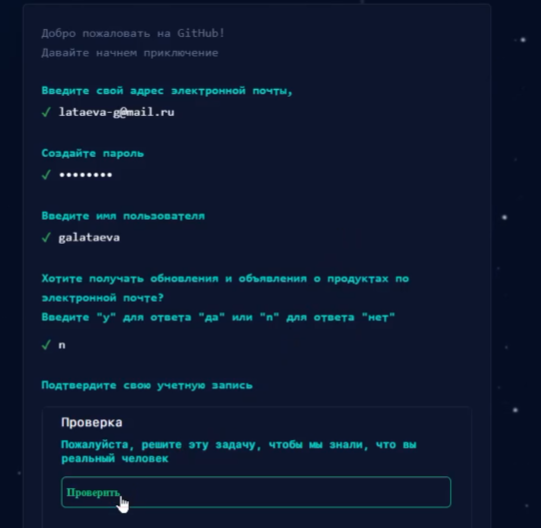 Добро пожаловать на GitHub!
Давайте начнем приключение
Введите свой адрес электронной почты,
✓ lataeva-g@mail.ru
Создайте пароль
✓ ••••••••
Введите имя пользователя
✓ galataeva
Хотите получать обновления и объявления о продуктах по
электронной почте?
Введите "y" для ответа "да" или "n" для ответа "нет"
✓ n
Подтвердите свою учетную запись
Проверка
Пожалуйста, решите эту задачу, чтобы мы знали, что вы
реальный человек
Проверить